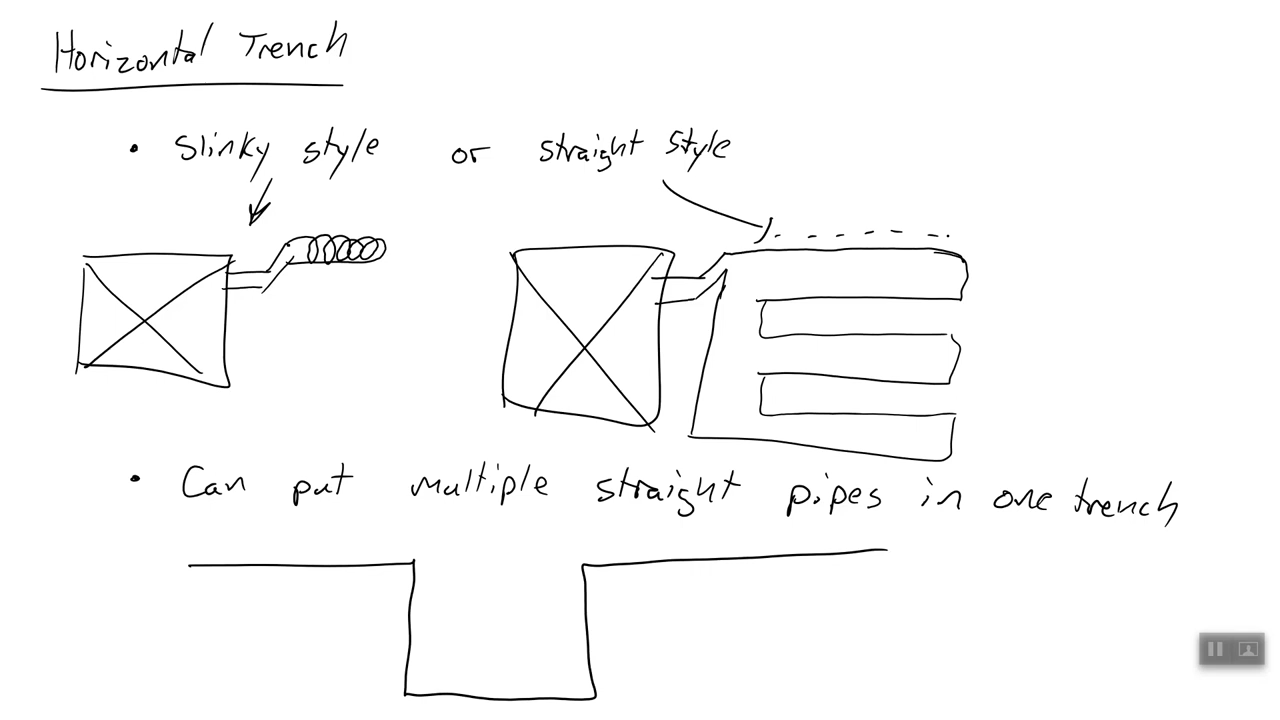 Horizontal Trench
• Slinky style or straight style
• Can put multiple straight pipes in one trench